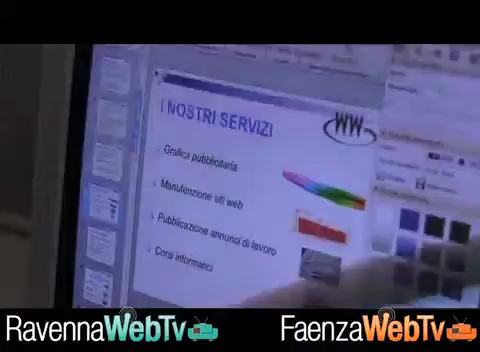 I NOSTRI SERVIZI
WW
Grafica pubblicitaria
Manutenzione siti web
Pubblicazione annunci di lavoro
Corsi informatici
RavennaWebTv
FaenzaWebTv